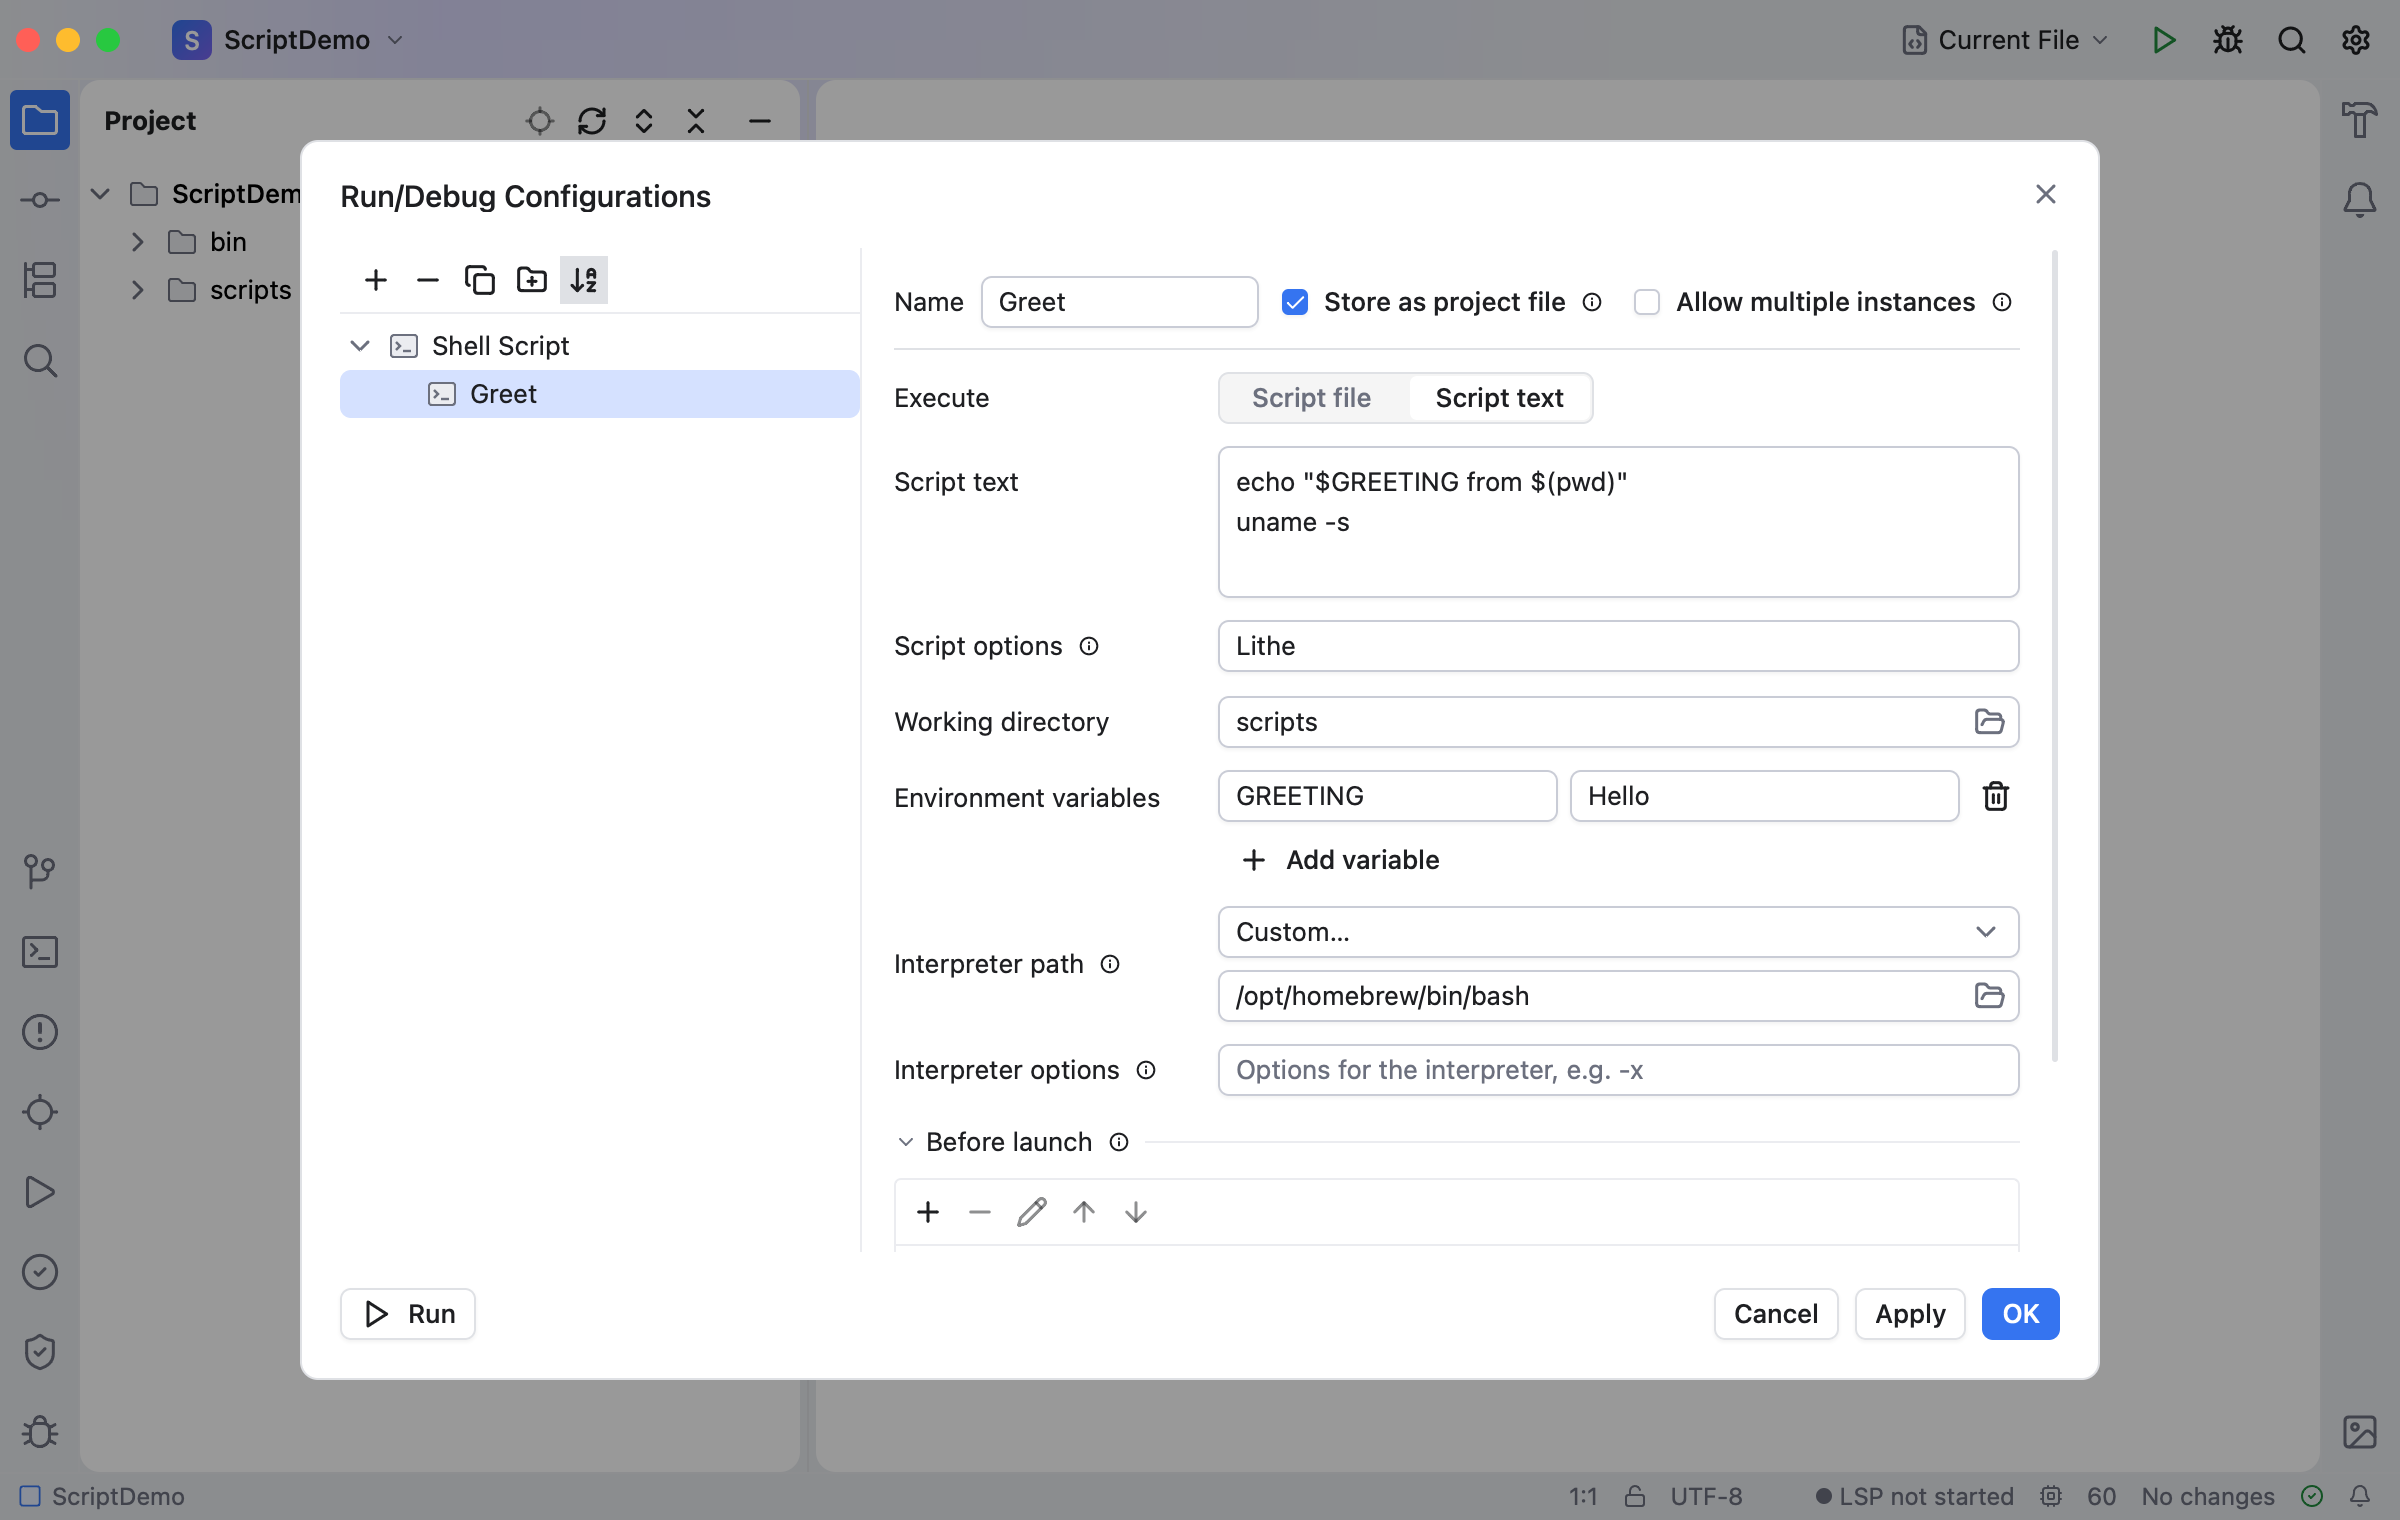 S ScriptDemo
Current File
Project
ScriptDem
bin
scripts
Run/Debug Configurations
Shell Script
Greet
Name
Greet
Store as project file
Allow multiple instances
Execute
Script file
Script text
Script text
echo "$GREETING from $(pwd)"
uname -s
Script options
Lithe
Working directory
scripts
Environment variables
GREETING
Hello
Add variable
Interpreter path
Custom...
/opt/homebrew/bin/bash
Interpreter options
Options for the interpreter, e.g. -x
Before launch
Run
Cancel
Apply
OK
ScriptDemo
1:1
UTF-8
LSP not started
60
No changes